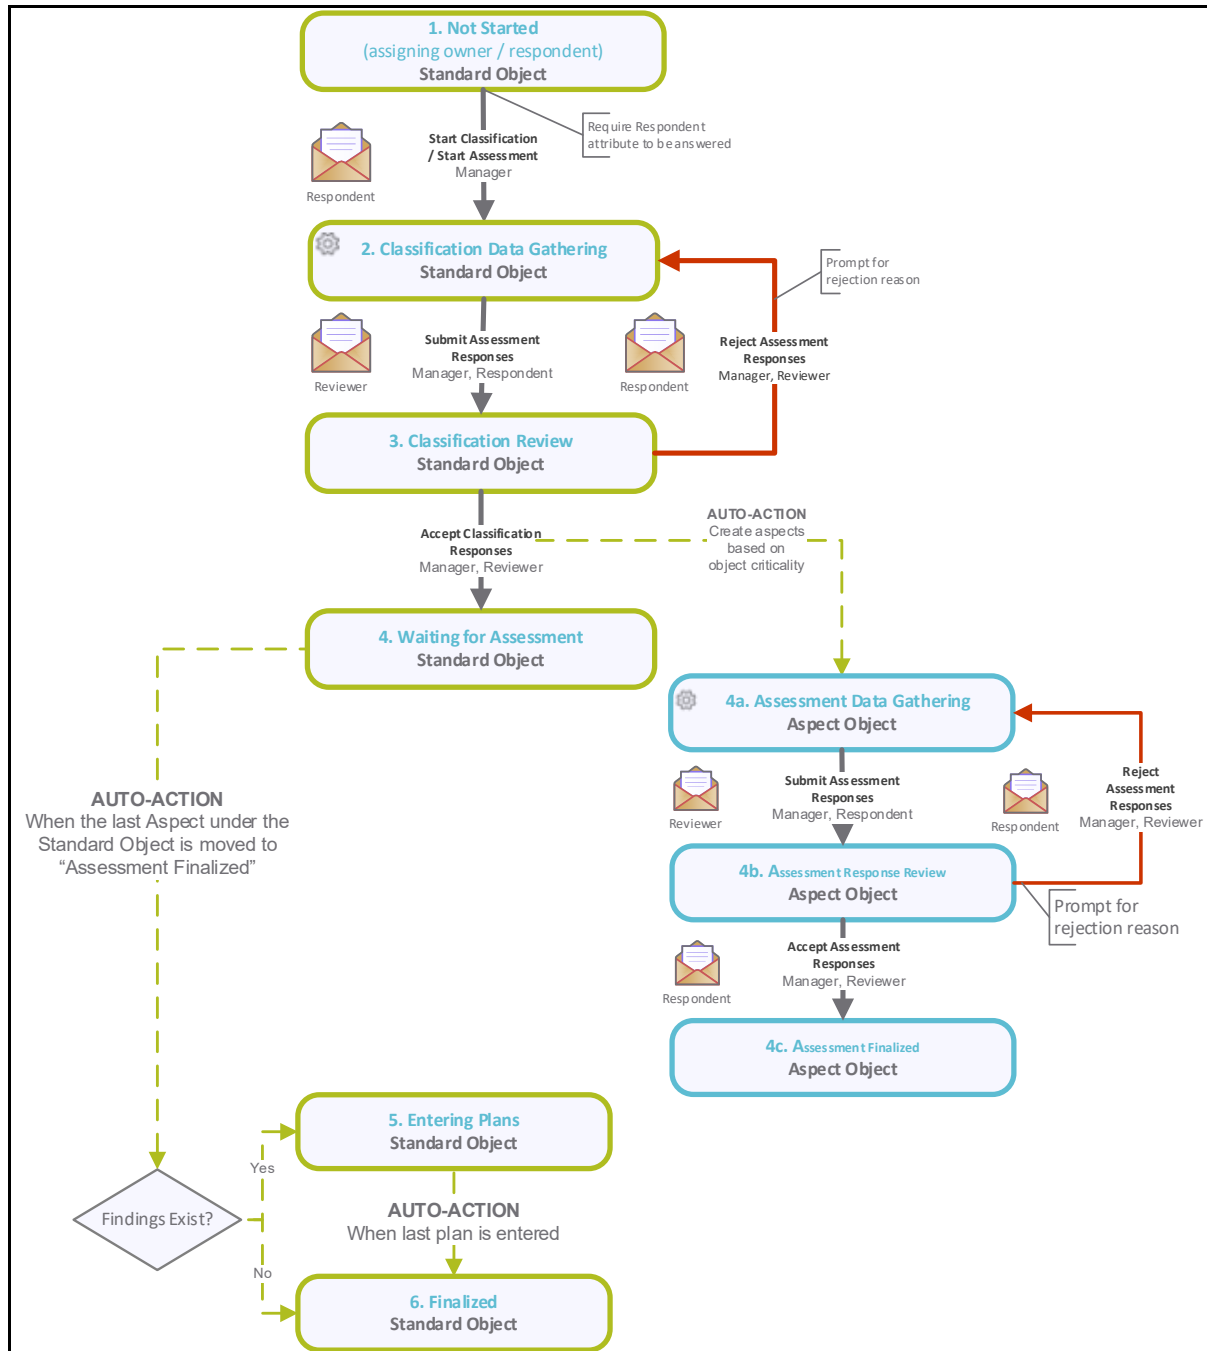 1. Not Started
(assigning owner / respondent)
Standard Object
Require Respondent
attribute to be answered
Start Classification
/ Start Assessment
Manager
Respondent
2. Classification Data Gathering
Standard Object
Prompt for
rejection reason
Submit Assessment
Responses
Manager, Respondent
Reviewer
Respondent
Reject Assessment
Responses
Manager, Reviewer
3. Classification Review
Standard Object
AUTO-ACTION
Create aspects
based on
object criticality
Accept Classification
Responses
Manager, Reviewer
4. Waiting for Assessment
Standard Object
4a. Assessment Data Gathering
Aspect Object
AUTO-ACTION
When the last Aspect under the
Standard Object is moved to
“Assessment Finalized”
Submit Assessment
Responses
Manager, Respondent
Reviewer
Respondent
Reject
Assessment
Responses
Manager, Reviewer
4b. Assessment Response Review
Aspect Object
Prompt for
rejection reason
Accept Assessment
Responses
Manager, Reviewer
Respondent
4c. Assessment Finalized
Aspect Object
5. Entering Plans
Standard Object
Yes
Findings Exist?
AUTO-ACTION
When last plan is entered
No
6. Finalized
Standard Object